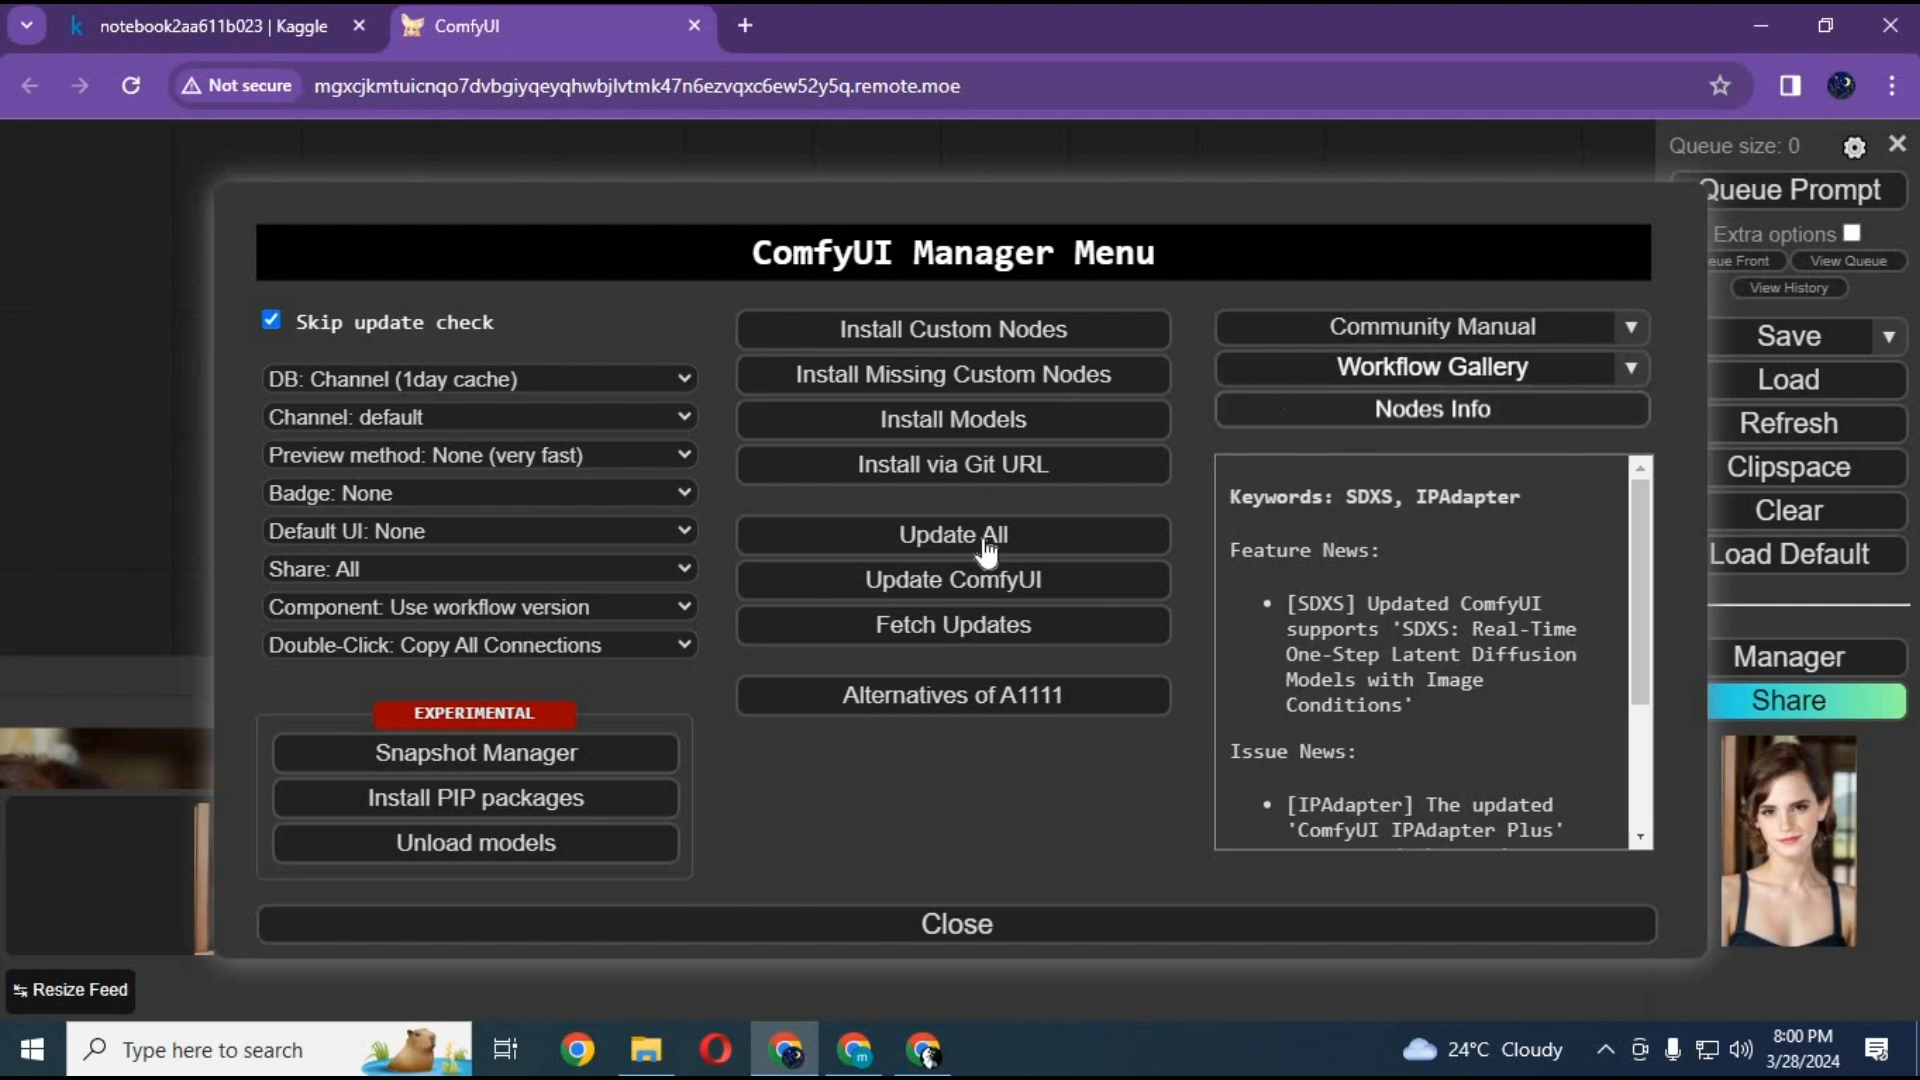 notebook2aa611b023 | Kaggle
ComfyUI
Not secure
mgxcjkmtuicnqo7dvbgiyqeyqhwbjlvtmk47n6ezvqxc6ew52y5q.remote.moe
Queue size: 0
Queue Prompt
Extra options
eue Front
View Queue
View History
Save
Load
Refresh
Clipspace
Clear
Load Default
Manager
Share
ComfyUI Manager Menu
Skip update check
DB: Channel (1day cache)
Channel: default
Preview method: None (very fast)
Badge: None
Default UI: None
Share: All
Component: Use workflow version
Double-Click: Copy All Connections
EXPERIMENTAL
Snapshot Manager
Install PIP packages
Unload models
Install Custom Nodes
Install Missing Custom Nodes
Install Models
Install via Git URL
Update All
Update ComfyUI
Fetch Updates
Alternatives of A1111
Community Manual
Workflow Gallery
Nodes Info
Keywords: SDXS, IPAdapter
Feature News:
• [SDXS] Updated ComfyUI
supports 'SDXS: Real-Time
One-Step Latent Diffusion
Models with Image
Conditions'
Issue News:
• [IPAdapter] The updated
'ComfyUI IPAdapter Plus'
Close
Resize Feed
Type here to search
24°C Cloudy
8:00 PM
3/28/2024